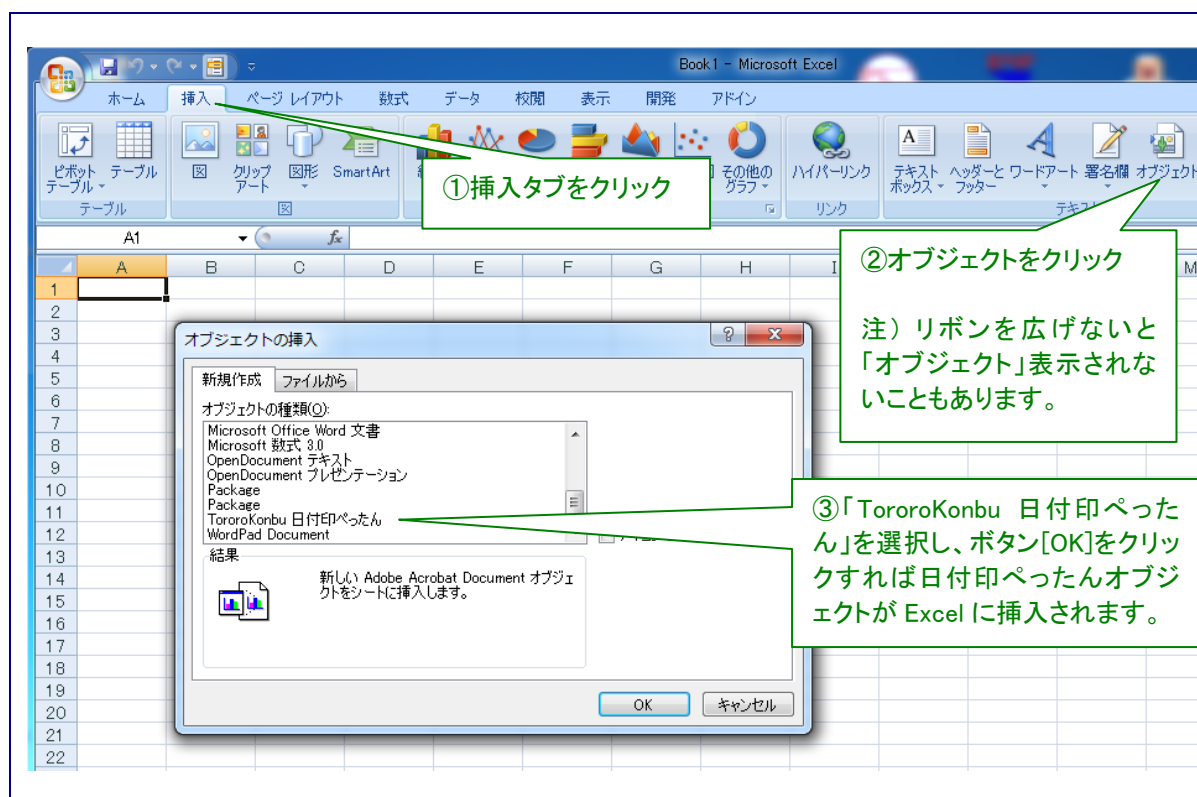 Book1 - Microsoft Excel
ホーム 挿入 ページ レイアウト 数式 データ 校閲 表示 開発 アドイン
ピボット テーブル 図 クリップ 図形 SmartArt その他の ハイパーリンク テキスト ヘッダーと ワードアート 署名欄 オブジェクト
テーブル アート グラフ ボックス フッター
テーブル 図 リンク テキスト
①挿入タブをクリック
A1 fx
A B C D E F G H I M
②オブジェクトをクリック
注）リボンを広げないと
「オブジェクト」表示されな
いこともあります。
1
2
3
4
5
6
7
8
9
10
11
12
13
14
15
16
17
18
19
20
21
22
オブジェクトの挿入
新規作成 ファイルから
オブジェクトの種類(O):
Microsoft Office Word 文書
Microsoft 数式 3.0
OpenDocument テキスト
OpenDocument プレゼンテーション
Package
Package
TororoKonbu 日付印ぺったん
WordPad Document
結果
新しい Adobe Acrobat Document オブジェ
クトをシートに挿入します。
OK キャンセル
③「TororoKonbu 日付印ぺった
ん」を選択し、ボタン[OK]をクリッ
クすれば日付印ぺったんオブジ
ェクトが Excel に挿入されます。